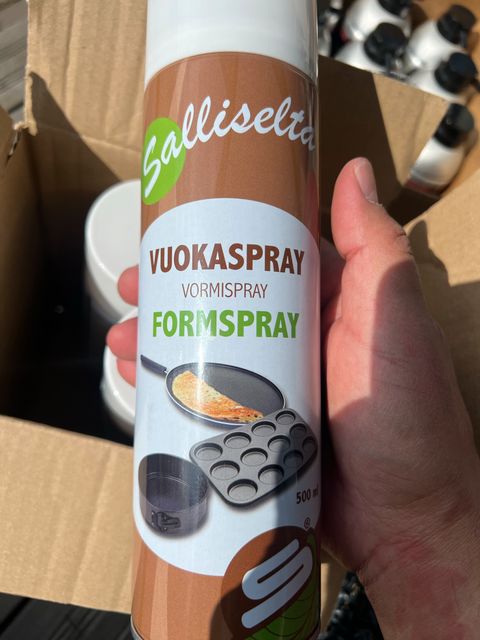 Salliselta
VUOKASPRAY
VORMISPRAY
FORMSPRAY
500 ml
S®